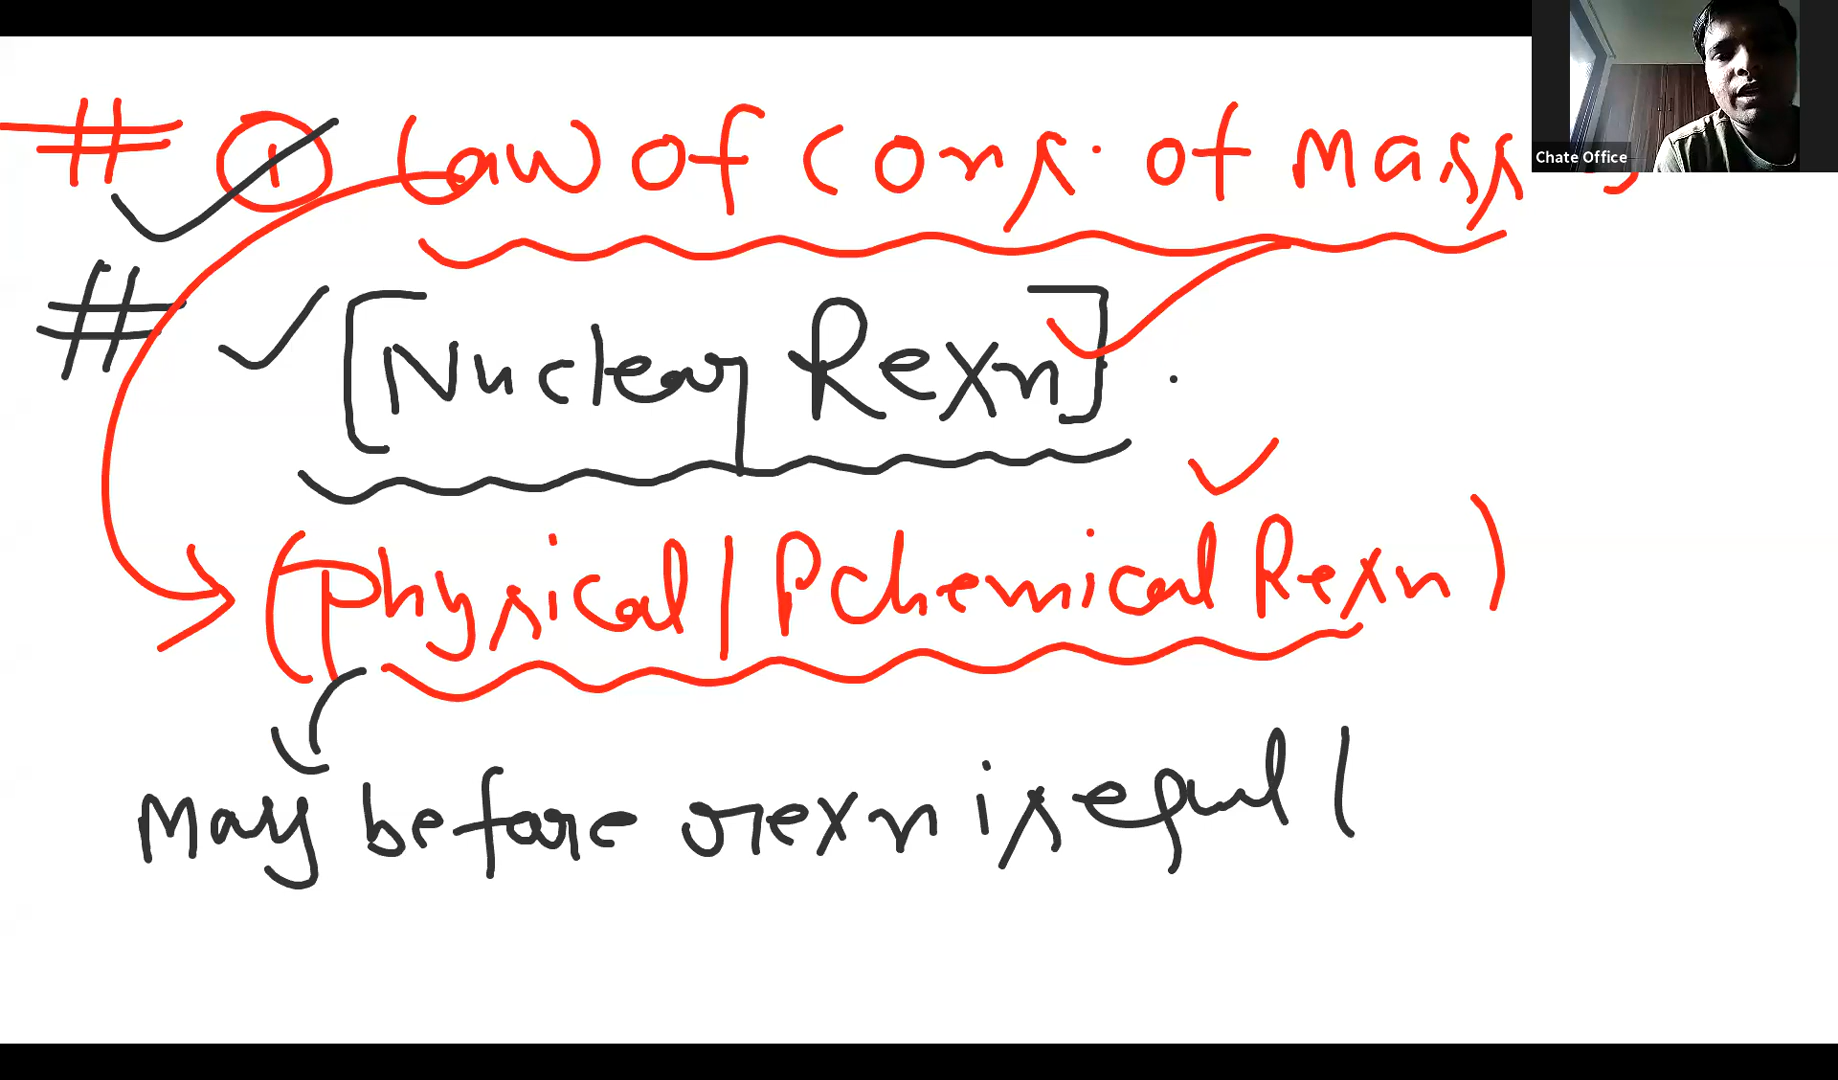 # ① Law of Cons. of Mass
Chate Office
# [Nuclear Rexn] .
(Physical | Pchemical Rexn)
Mass before rexn is equal |